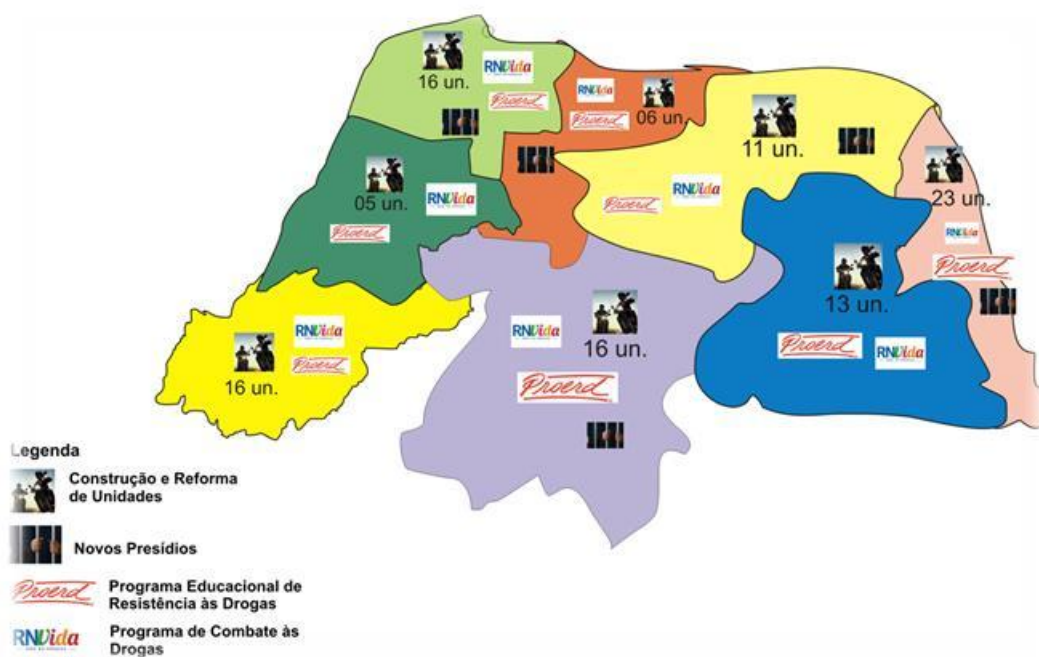 16 un.
RNVida
Proerd
RNVida
06 un.
Proerd
11 un.
05 un.
RNVida
Proerd
RNVida
Proerd
23 un.
RNVida
Proerd
13 un.
Proerd
RNVida
16 un.
RNVida
Proerd
16 un.
RNVida
Proerd
Legenda
Construção e Reforma
de Unidades
Novos Presídios
Proerd
Programa Educacional de
Resistência às Drogas
RNVida
Programa de Combate às
Drogas